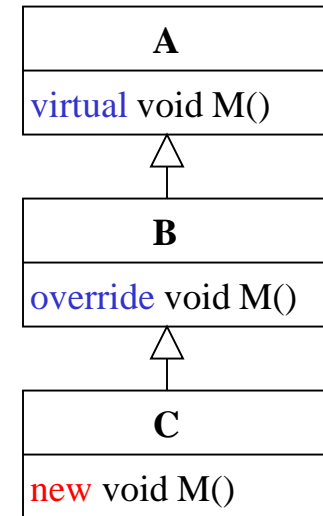 A
virtual void M()
B
override void M()
C
new void M()